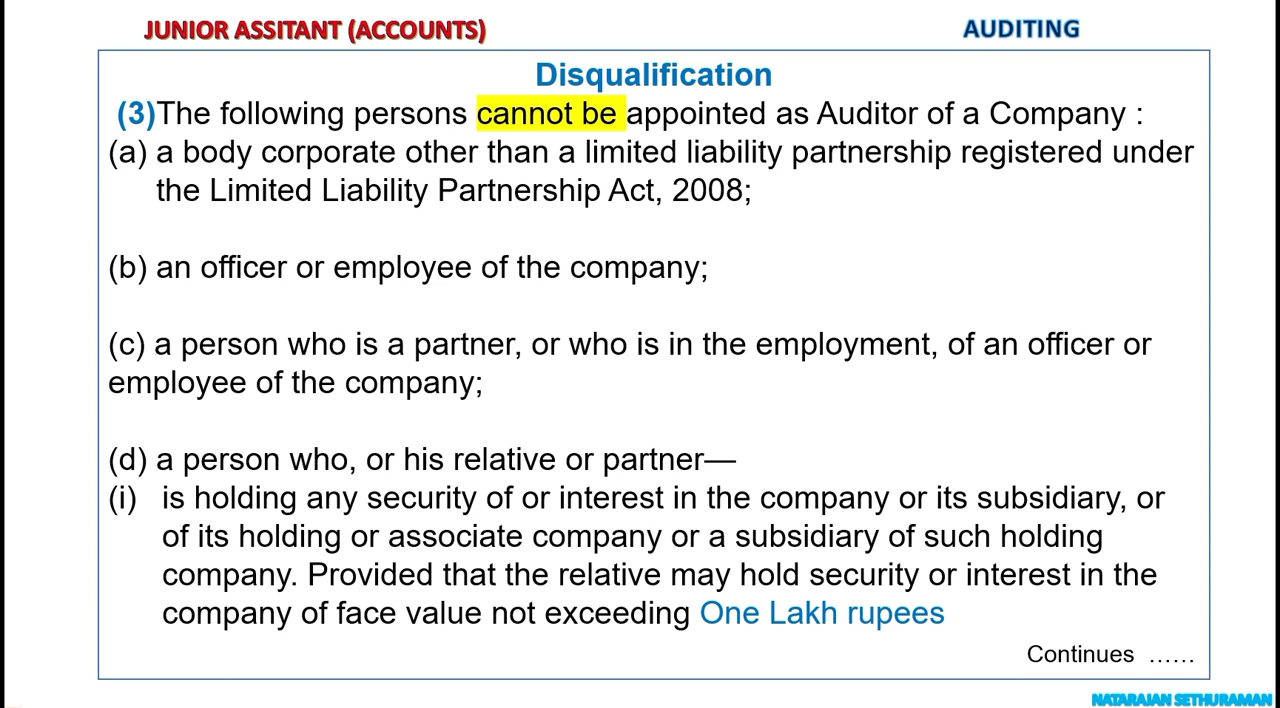 JUNIOR ASSITANT (ACCOUNTS)
AUDITING
Disqualification
(3)The following persons cannot be appointed as Auditor of a Company :
(a) a body corporate other than a limited liability partnership registered under
the Limited Liability Partnership Act, 2008;
(b) an officer or employee of the company;
(c) a person who is a partner, or who is in the employment, of an officer or
employee of the company;
(d) a person who, or his relative or partner—
(i) is holding any security of or interest in the company or its subsidiary, or
of its holding or associate company or a subsidiary of such holding
company. Provided that the relative may hold security or interest in the
company of face value not exceeding One Lakh rupees
Continues ……
NATARAJAN SETHURAMAN